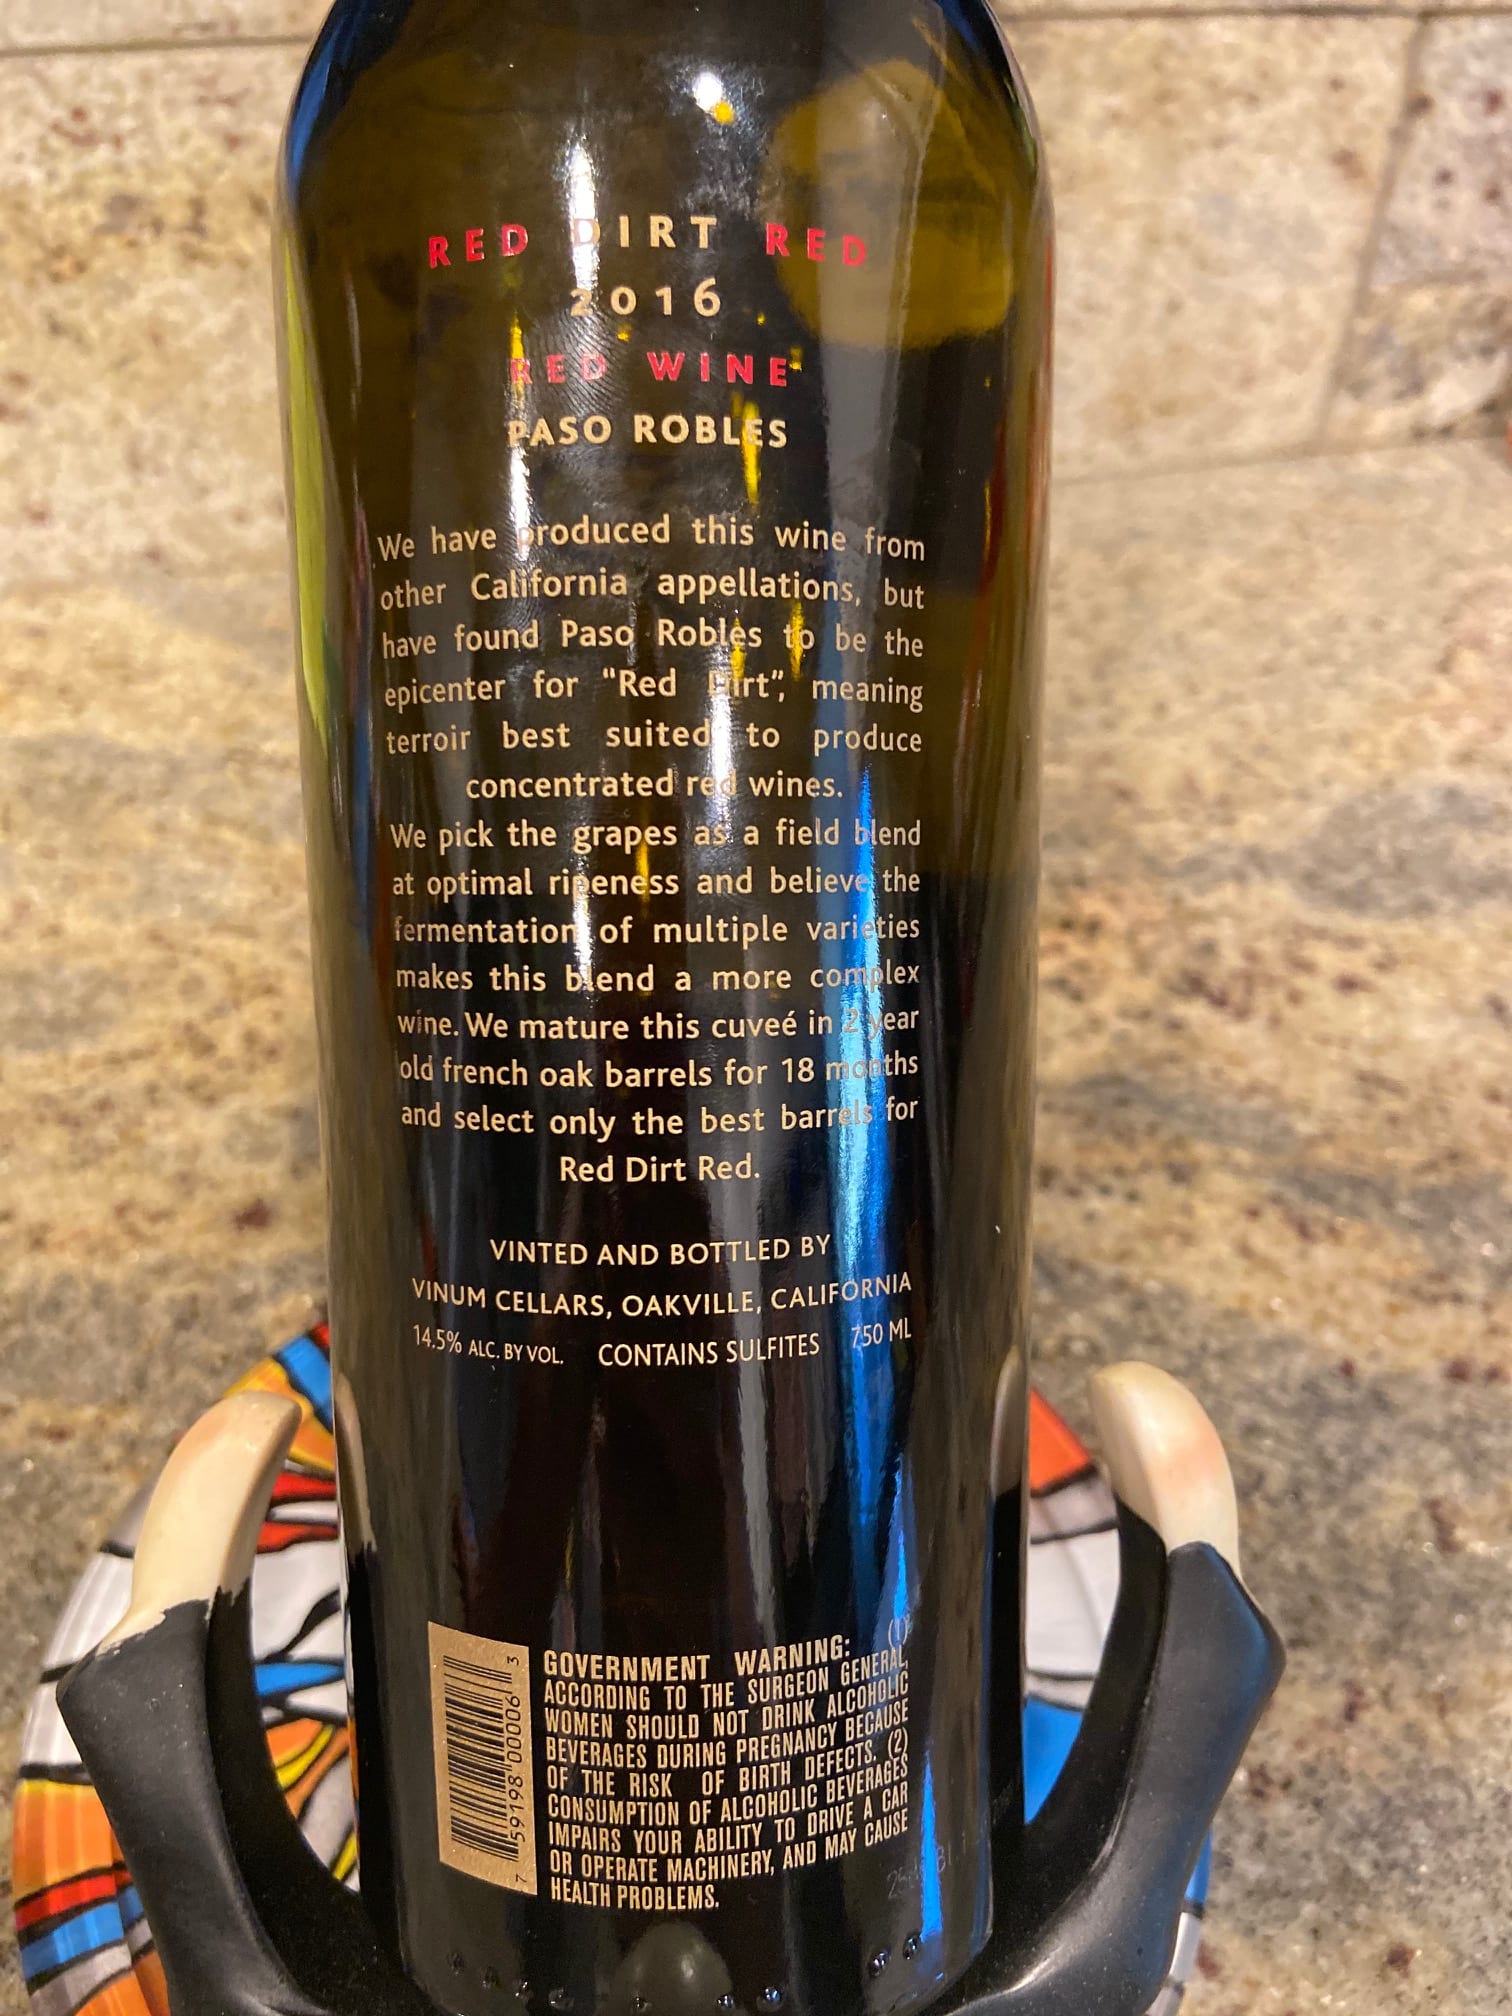 RED DIRT RED
2016
RED WINE
PASO ROBLES
We have produced this wine from
other California appellations, but
have found Paso Robles to be the
epicenter for "Red Dirt", meaning
terroir best suited to produce
concentrated red wines.
We pick the grapes as a field blend
at optimal ripeness and believe the
fermentation of multiple varieties
makes this blend a more complex
wine. We mature this cuveé in 2 year
old french oak barrels for 18 months
and select only the best barrels for
Red Dirt Red.
VINTED AND BOTTLED BY
VINUM CELLARS, OAKVILLE, CALIFORNIA
14.5% ALC. BY VOL. CONTAINS SULFITES 750 ML
GOVERNMENT WARNING: (1)
ACCORDING TO THE SURGEON GENERAL,
WOMEN SHOULD NOT DRINK ALCOHOLIC
BEVERAGES DURING PREGNANCY BECAUSE
OF THE RISK OF BIRTH DEFECTS. (2)
CONSUMPTION OF ALCOHOLIC BEVERAGES
IMPAIRS YOUR ABILITY TO DRIVE A CAR
OR OPERATE MACHINERY, AND MAY CAUSE
HEALTH PROBLEMS.
7 59198 00006 3